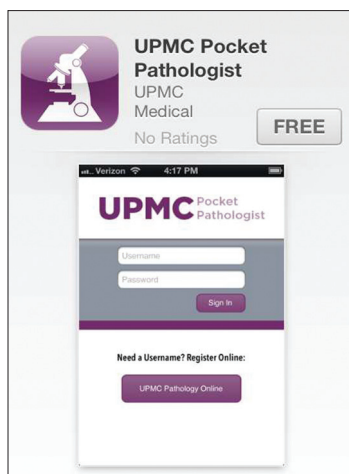 UPMC Pocket
Pathologist
UPMC
Medical
No Ratings
FREE
Verizon 4:17 PM
UPMC Pocket
Pathologist
Username
Password
Sign In
Need a Username? Register Online:
UPMC Pathology Online